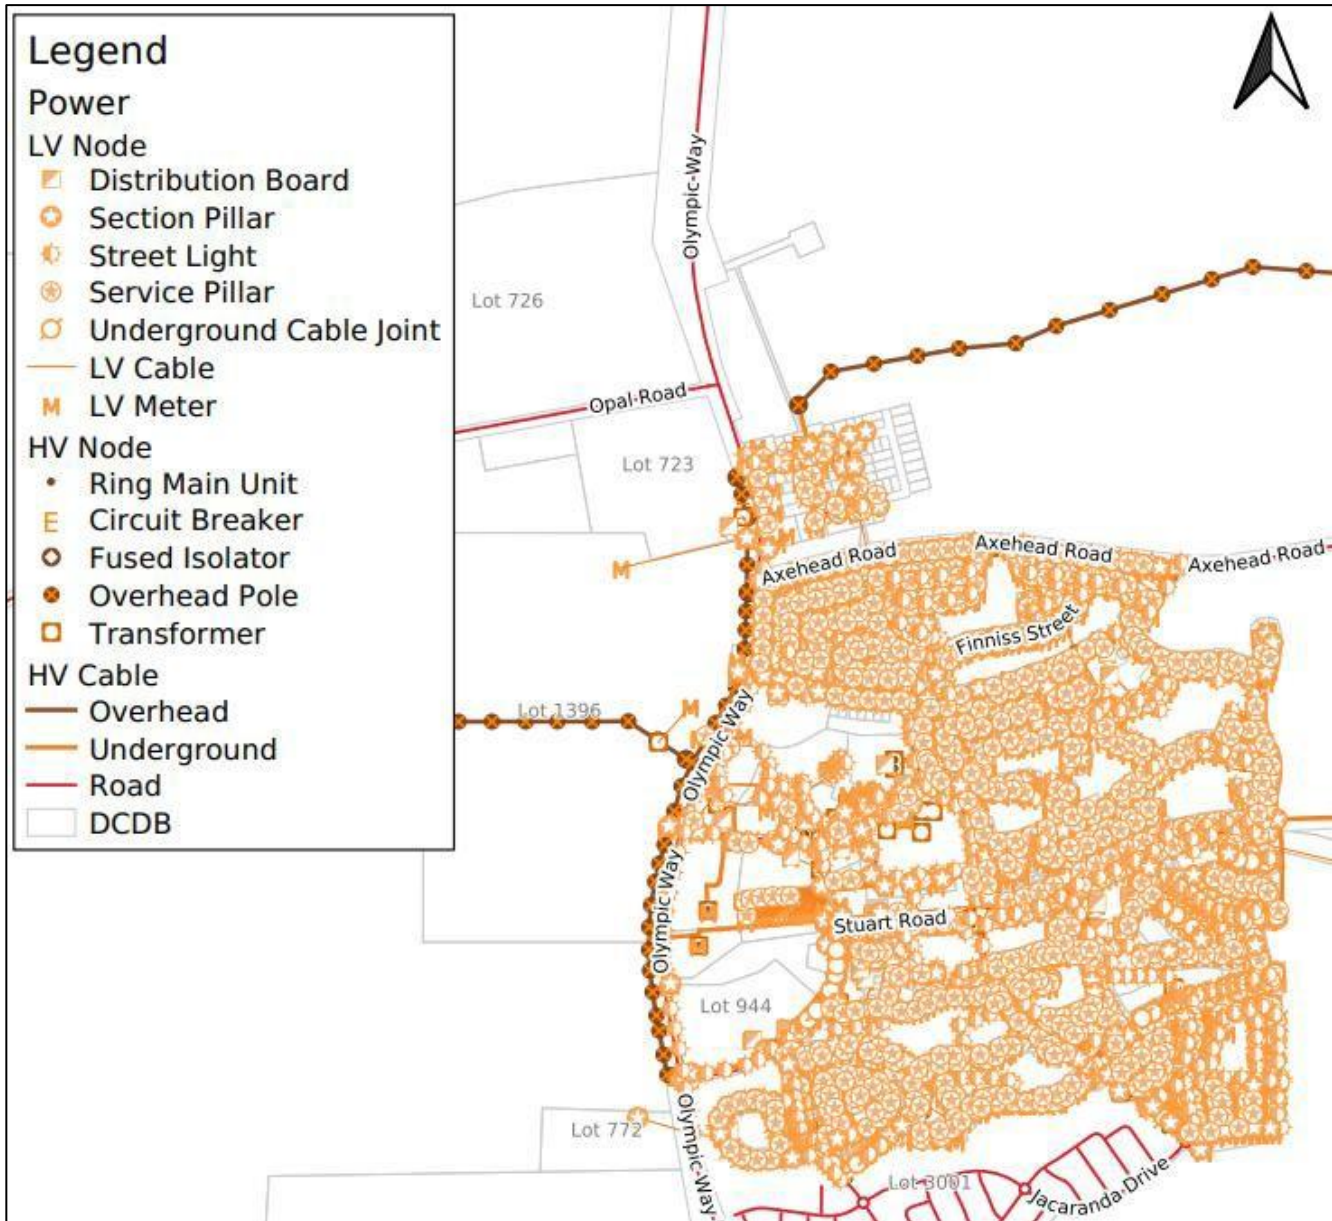 Legend
Power
LV Node
Distribution Board
Section Pillar
Street Light
Service Pillar
Underground Cable Joint
LV Cable
M LV Meter
HV Node
Ring Main Unit
E Circuit Breaker
Fused Isolator
Overhead Pole
Transformer
HV Cable
Overhead
Underground
Road
DCDB
Olympic Way
Lot 726
Opal Road
Lot 723
M
M
Axehead Road
Axehead Road
Axehead Road
Finniss Street
Lot 1396
M
M
Olympic Way
Olympic Way
Stuart Road
Lot 944
Lot 772
Olympic Way
Lot 3001
Jacaranda Drive